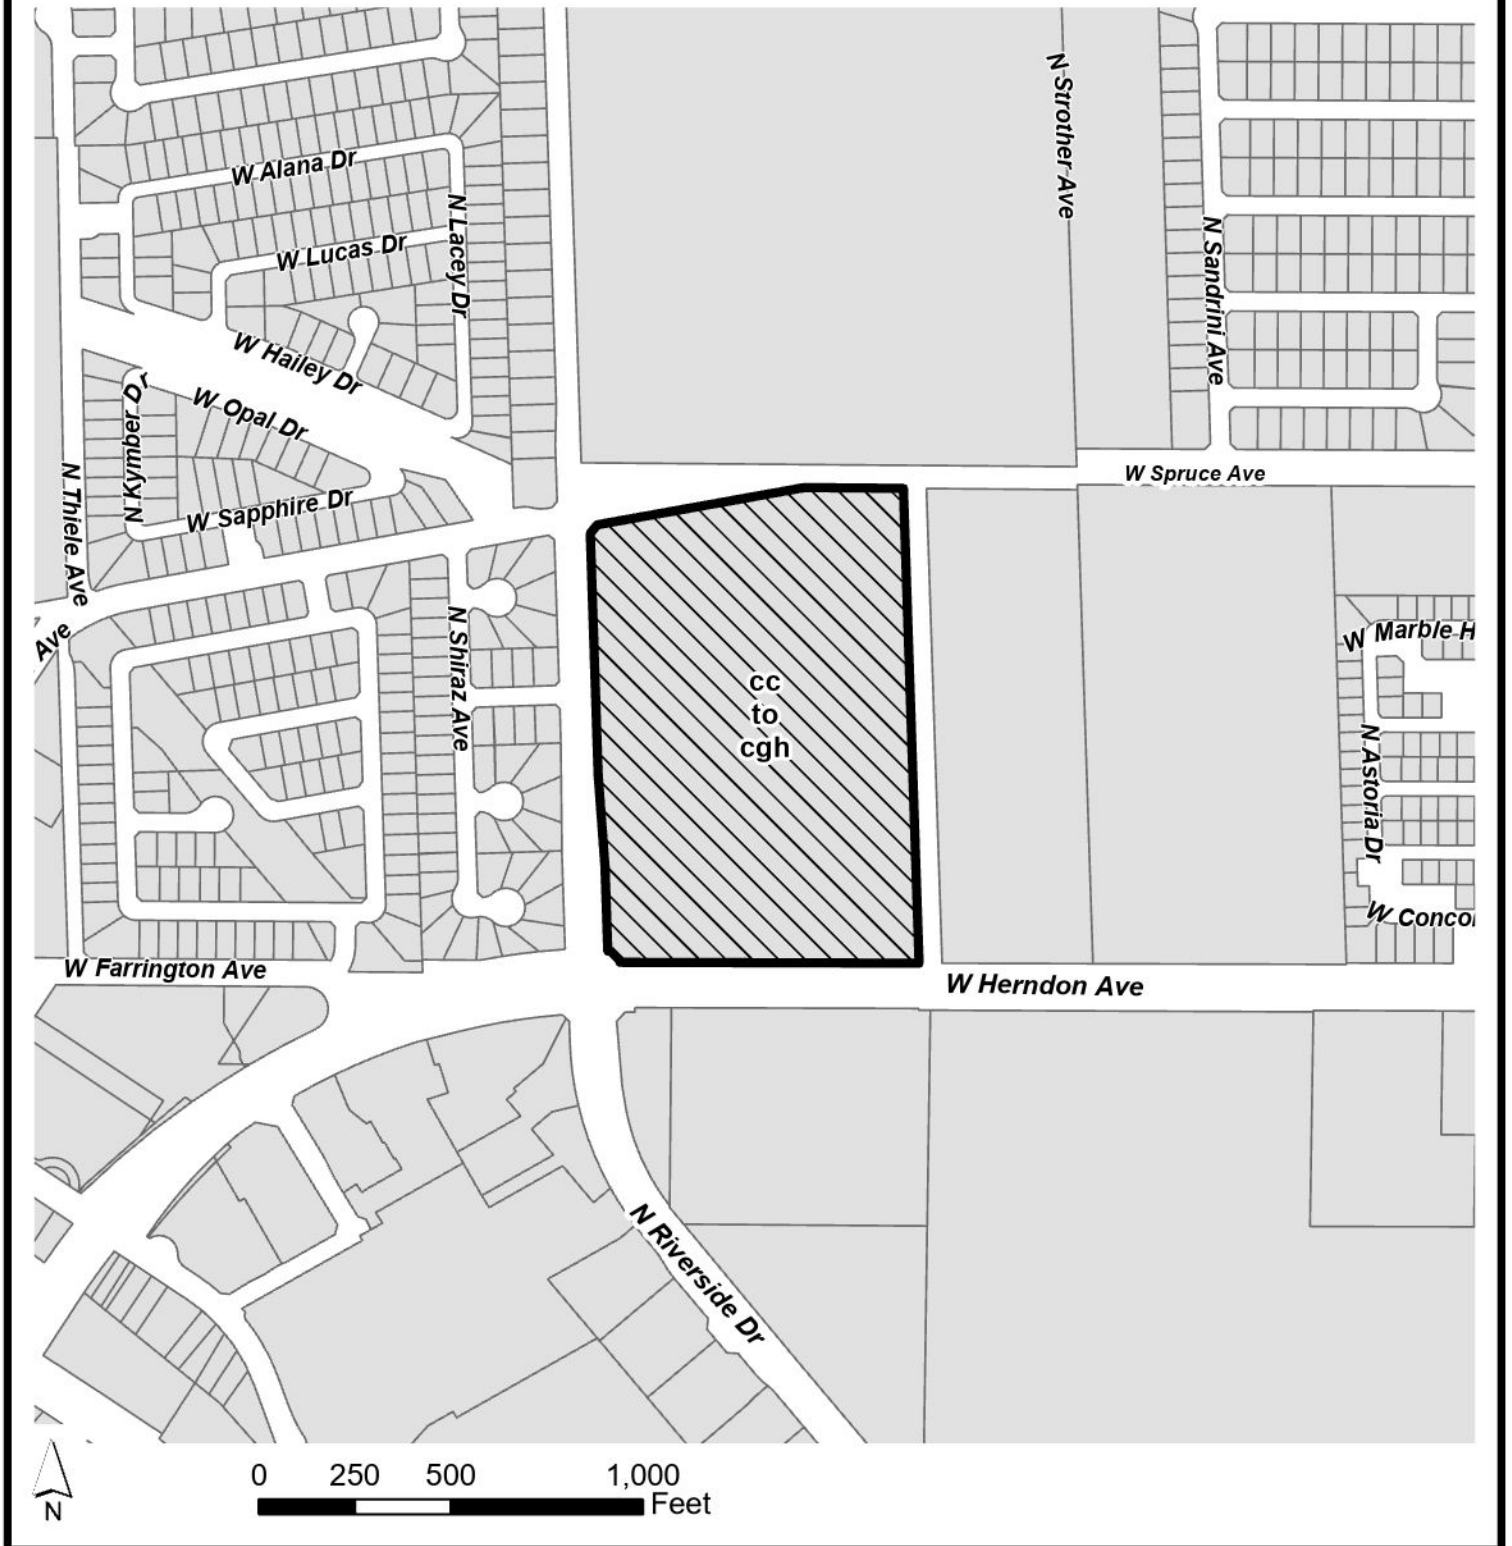 N Strother Ave
W Alana Dr
N Lacey Dr
W Lucas Dr
N Sandrini Ave
W Hailey Dr
N Kymber Dr
W Opal Dr
N Thiele Ave
W Spruce Ave
W Sapphire Dr
N Shiraz Ave
Ave
W Marble H
cc
to
cgh
N Astoria Dr
W Conco
W Farrington Ave
W Herndon Ave
N Riverside Dr
0 250 500 1,000
Feet
N